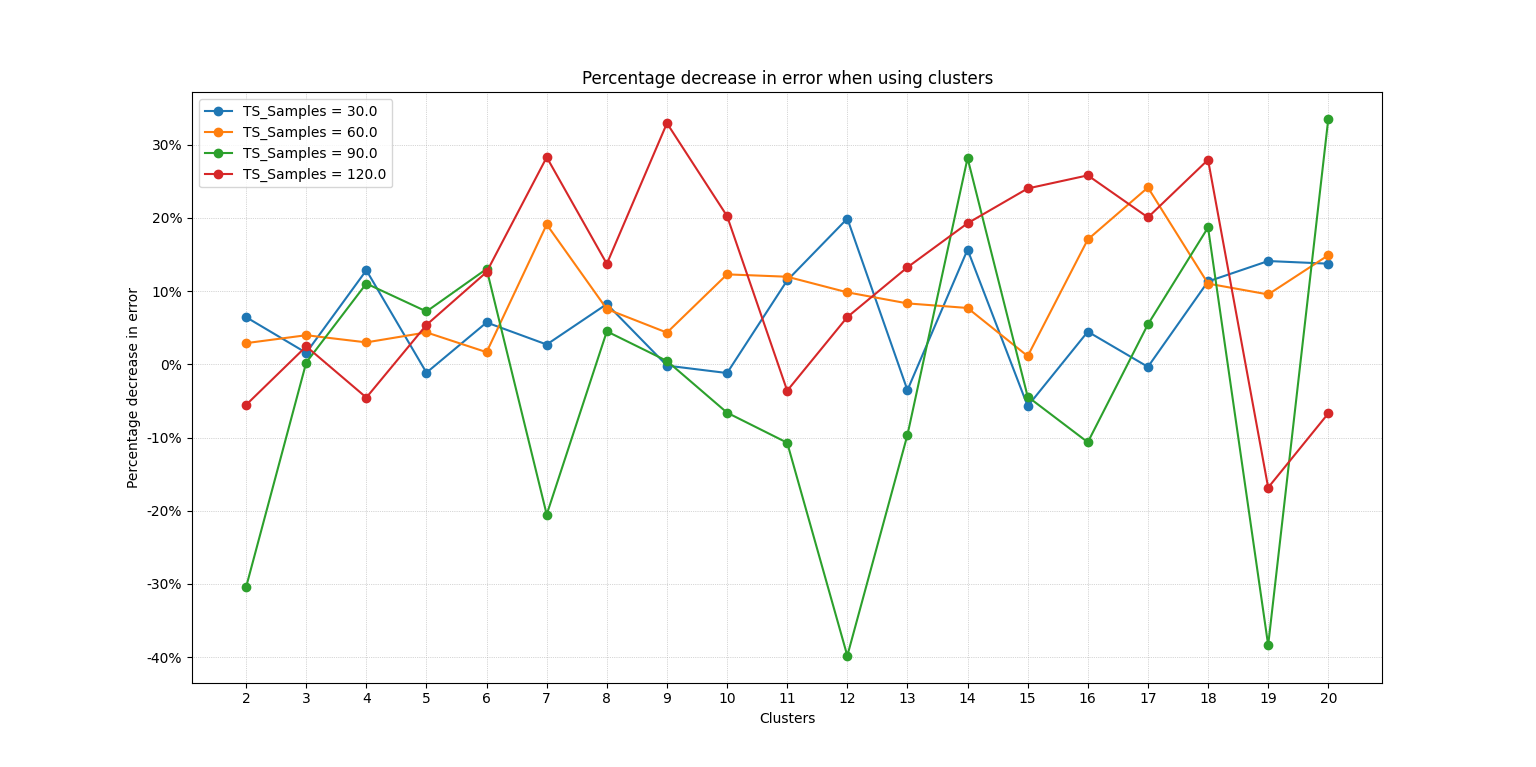 Percentage decrease in error when using clusters
TS_Samples = 30.0
TS_Samples = 60.0
TS_Samples = 90.0
TS_Samples = 120.0
Percentage decrease in error
30%
20%
10%
0%
-10%
-20%
-30%
-40%
2 3 4 5 6 7 8 9 10 11 12 13 14 15 16 17 18 19 20
Clusters